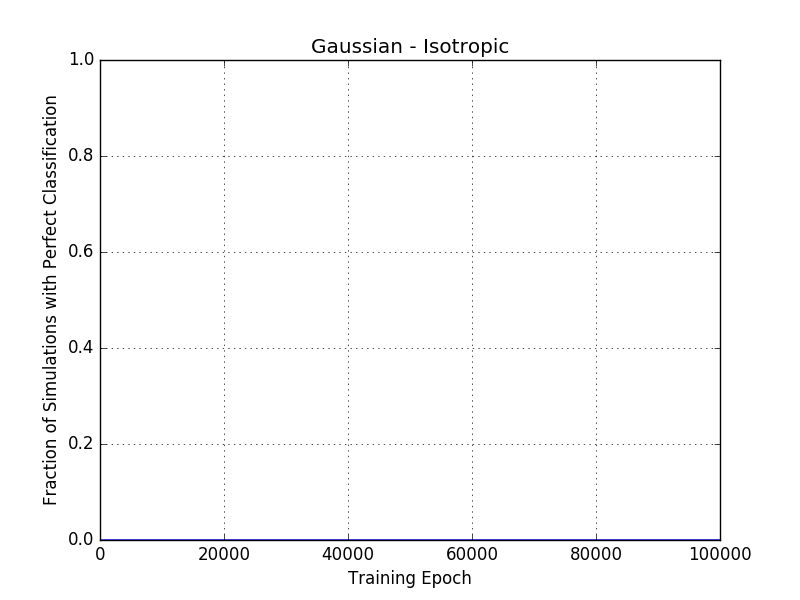 Gaussian - Isotropic
1.0
0.8
0.6
0.4
0.2
0.0
Fraction of Simulations with Perfect Classification
0 20000 40000 60000 80000 100000
Training Epoch